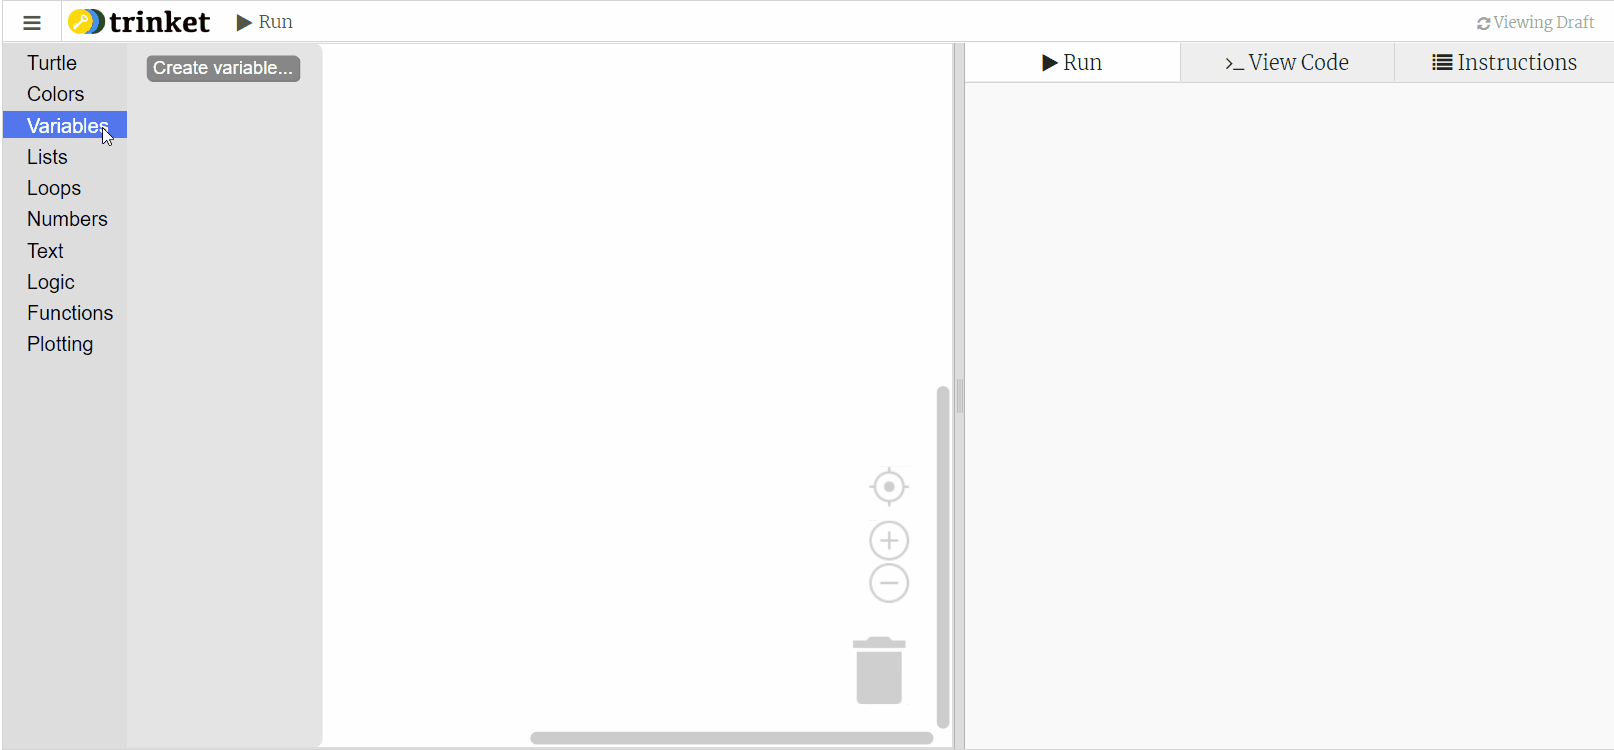 trinket
Run
Viewing Draft
Turtle
Colors
Variables
Lists
Loops
Numbers
Text
Logic
Functions
Plotting
Create variable...
Run
>_ View Code
Instructions